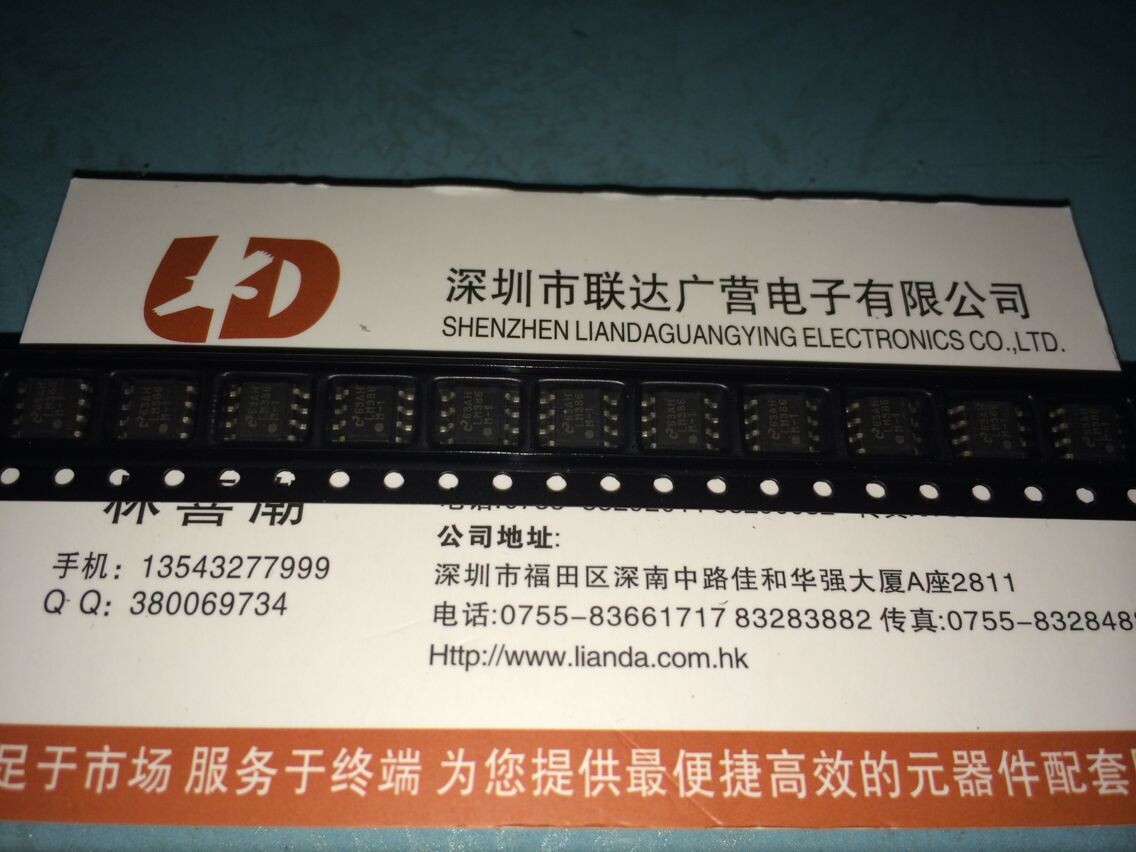 LD
深圳市联达广营电子有限公司
SHENZHEN LIANDAGUANGYING ELECTRONICS CO.,LTD.
63AH
LM386
M-1
手机：13543277999
Q Q：380069734
公司地址:
深圳市福田区深南中路佳和华强大厦A座2811
电话:0755-83661717 83283882 传真:0755-832848
Http://www.lianda.com.hk
足于市场 服务于终端 为您提供最便捷高效的元器件配套